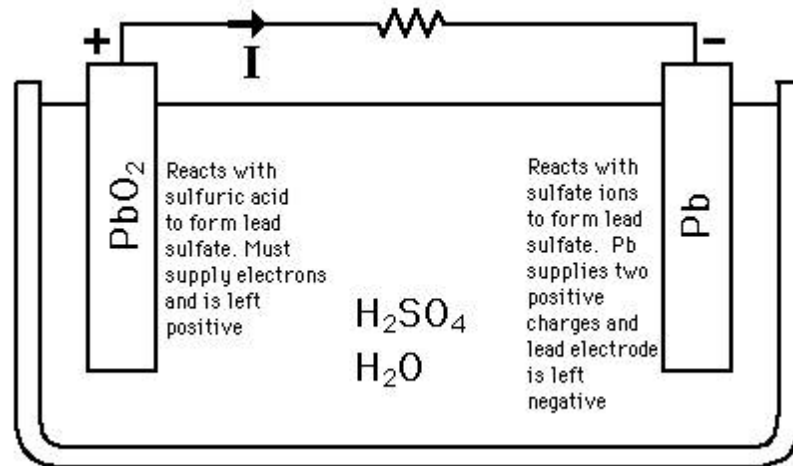 +
I
-
PbO2
Reacts with
sulfuric acid
to form lead
sulfate. Must
supply electrons
and is left
positive
H2SO4
H2O
Reacts with
sulfate ions
to form lead
sulfate. Pb
supplies two
positive
charges and
lead electrode
is left
negative
Pb